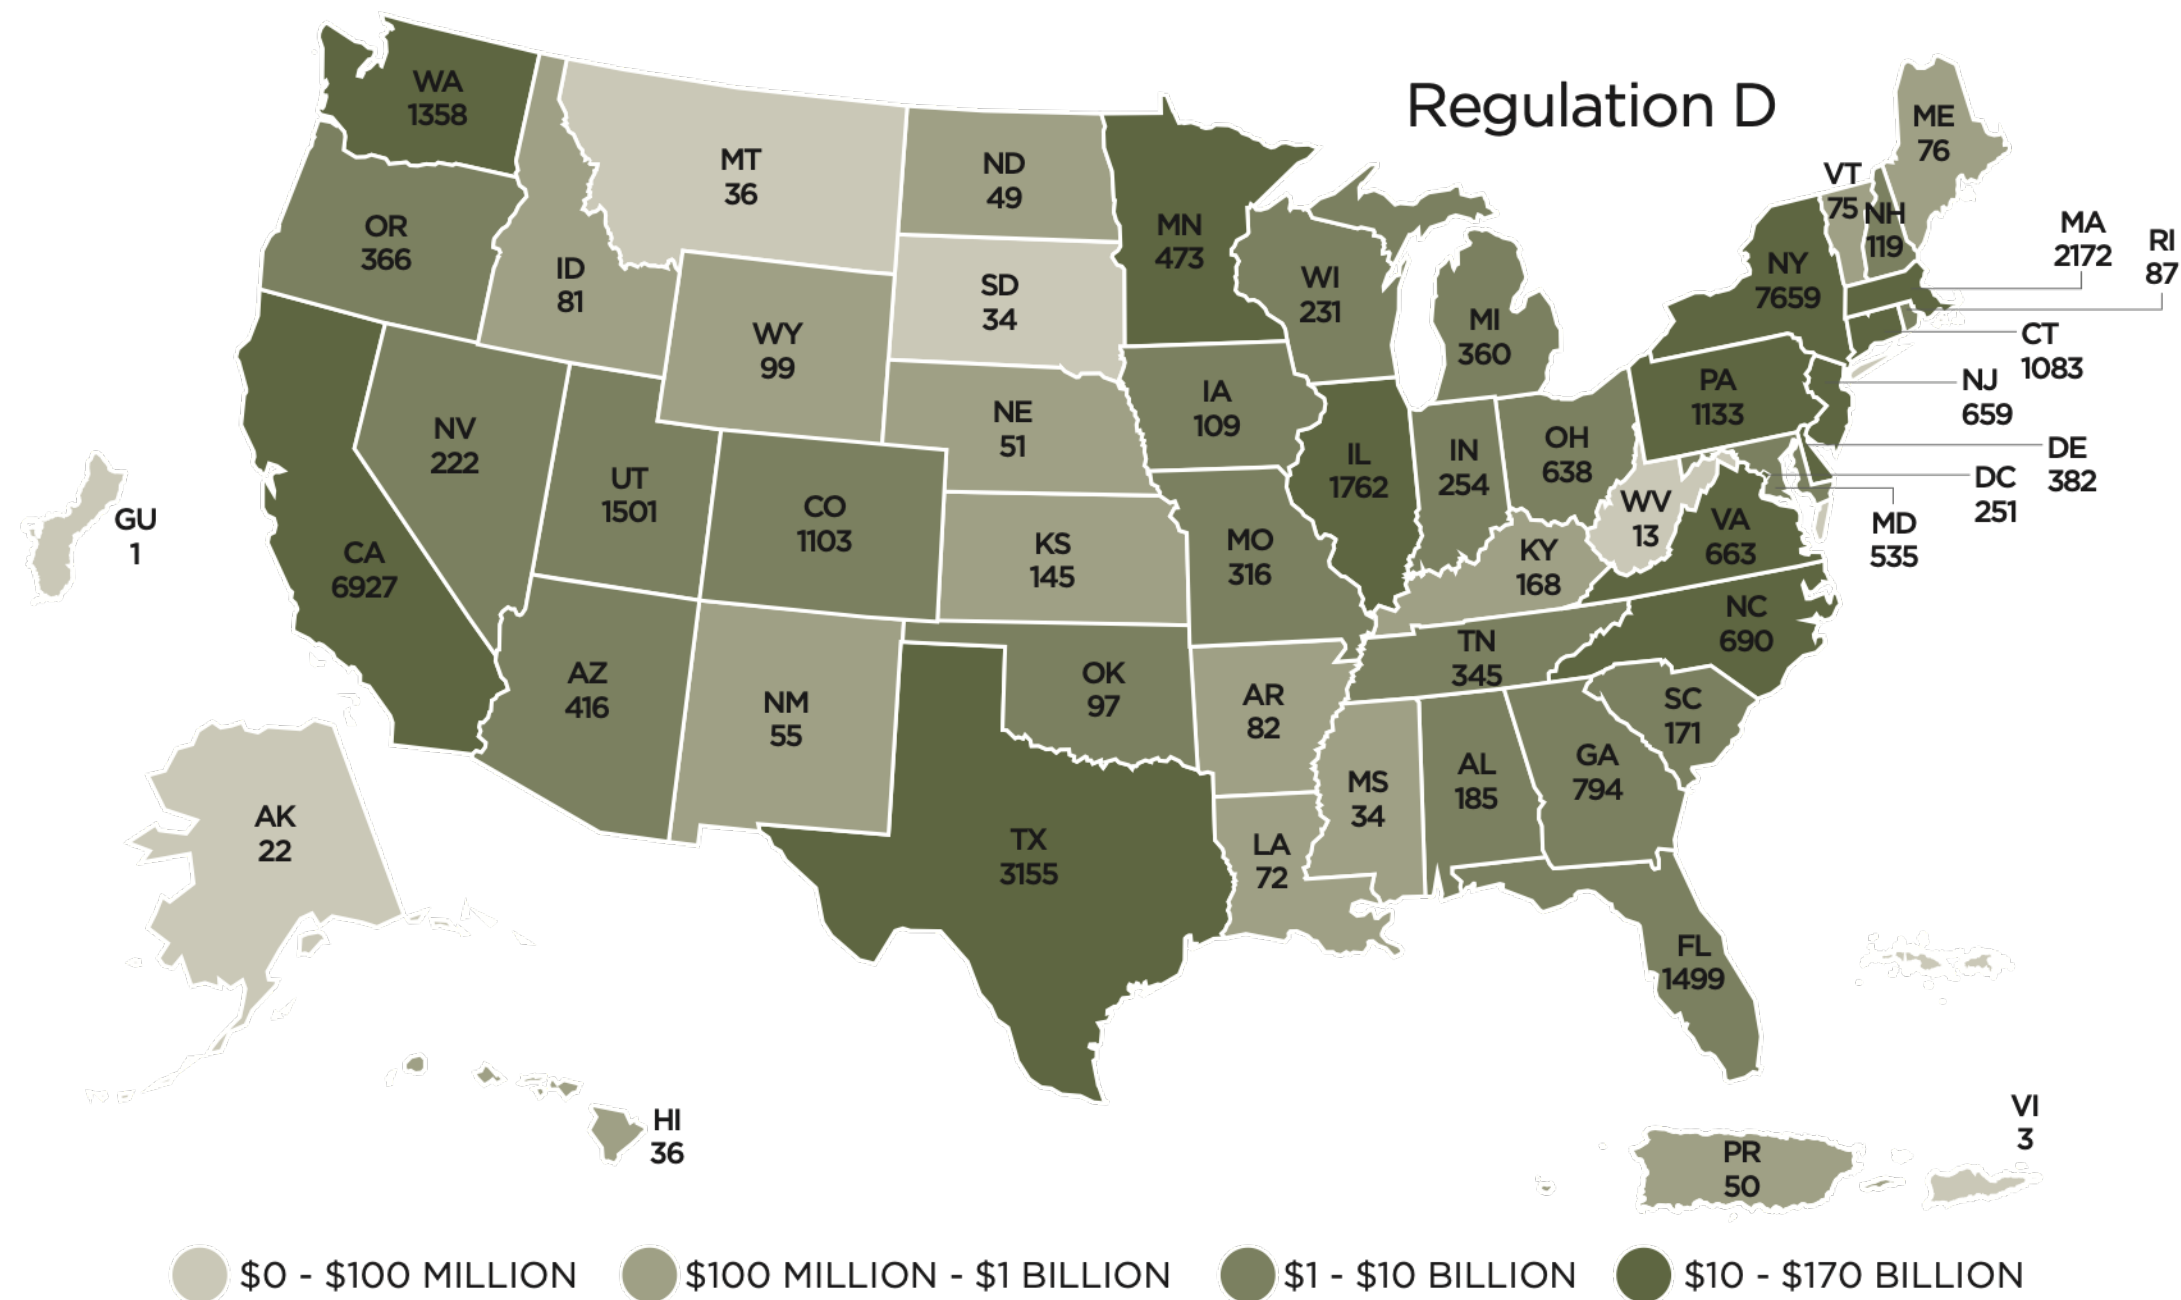 Regulation D
WA
1358
MT
36
ND
49
MN
473
ME
76
VT
75
NH
119
MA
2172
RI
87
OR
366
ID
81
WY
99
SD
34
WI
231
MI
360
NY
7659
CT
1083
NJ
659
PA
1133
DE
382
DC
251
MD
535
NV
222
UT
1501
CO
1103
NE
51
IA
109
IL
1762
IN
254
OH
638
WV
13
VA
663
GU
1
CA
6927
KS
145
MO
316
KY
168
NC
690
TN
345
AZ
416
NM
55
OK
97
AR
82
SC
171
MS
34
AL
185
GA
794
AK
22
TX
3155
LA
72
FL
1499
HI
36
PR
50
VI
3
$0 - $100 MILLION
$100 MILLION - $1 BILLION
$1 - $10 BILLION
$10 - $170 BILLION